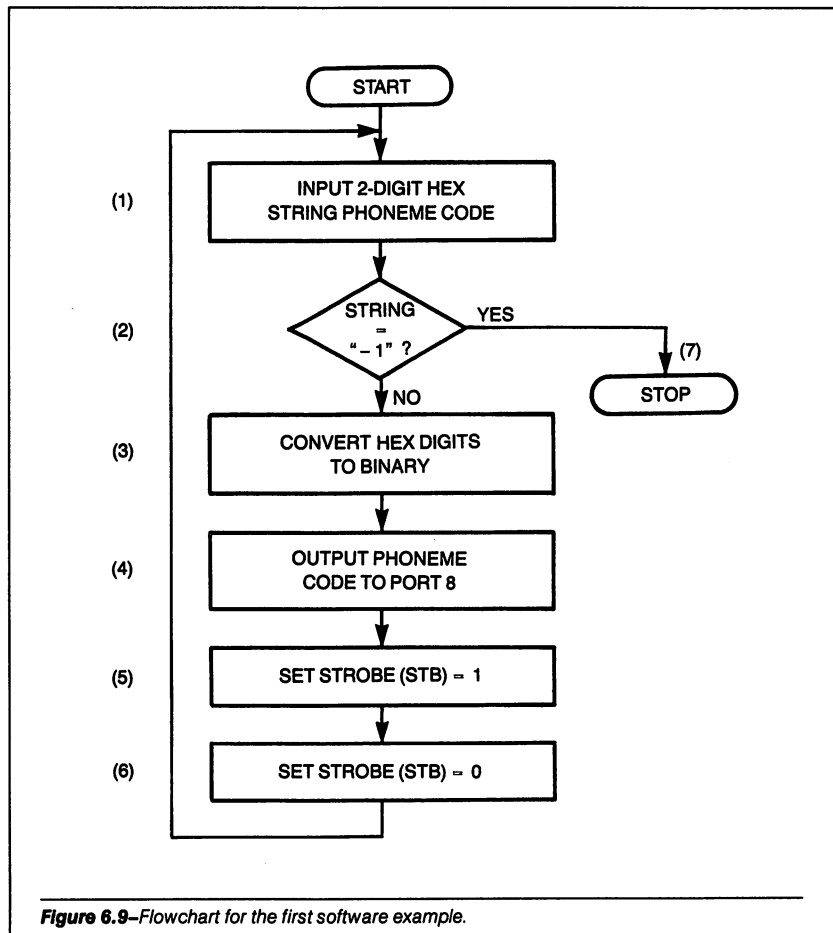 START
(1)
INPUT 2-DIGIT HEX
STRING PHONEME CODE
(2)
STRING
=
“– 1” ?
YES
(7)
STOP
NO
(3)
CONVERT HEX DIGITS
TO BINARY
(4)
OUTPUT PHONEME
CODE TO PORT 8
(5)
SET STROBE (STB) = 1
(6)
SET STROBE (STB) = 0
Figure 6.9–Flowchart for the first software example.